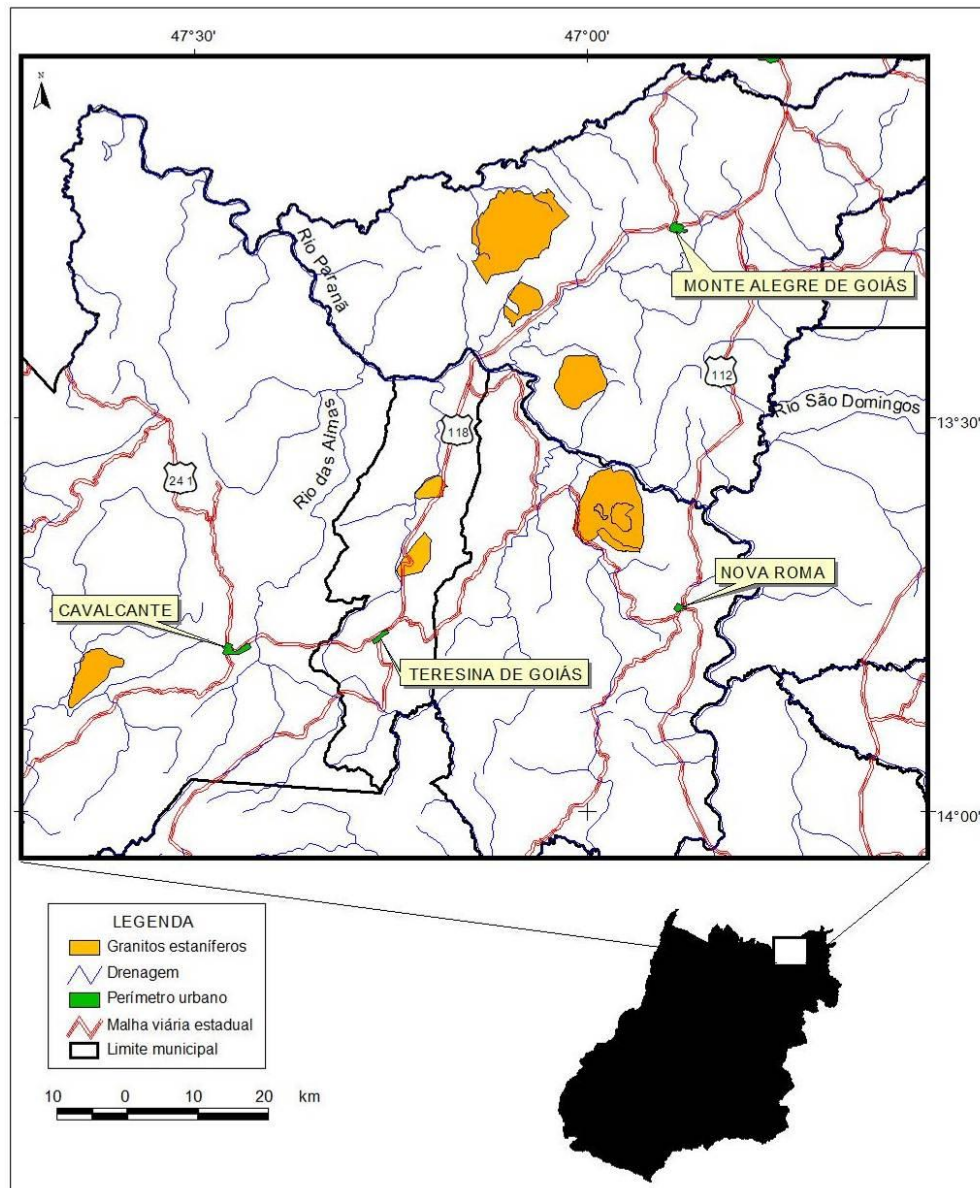 47°30'
47°00'
N
Rio Paranã
MONTE ALEGRE DE GOIÁS
112
Rio São Domingos
13°30'
118
Rio das Almas
241
NOVA ROMA
CAVALCANTE
TERESINA DE GOIÁS
14°00'
LEGENDA
Granitos estaníferos
Drenagem
Perímetro urbano
Malha viária estadual
Limite municipal
10 0 10 20 km